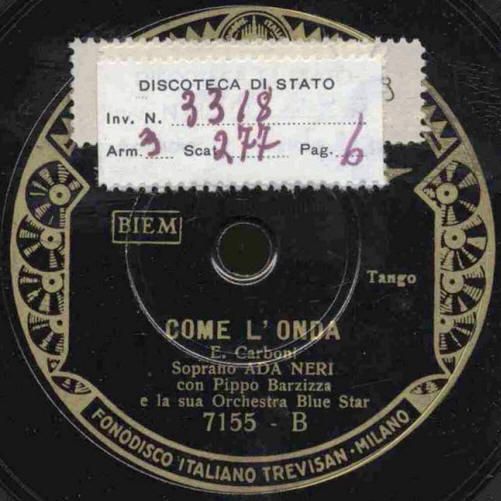 DISCOTECA DI STATO
Inv. N. 3318
Arm. 3 Sca. 277 Pag. 6
BIEM
Tango
COME L'ONDA
E. Carboni
Soprano ADA NERI
con Pippo Barzizza
e la sua Orchestra Blue Star
7155 - B
FONODISCO ITALIANO TREVISAN - MILANO